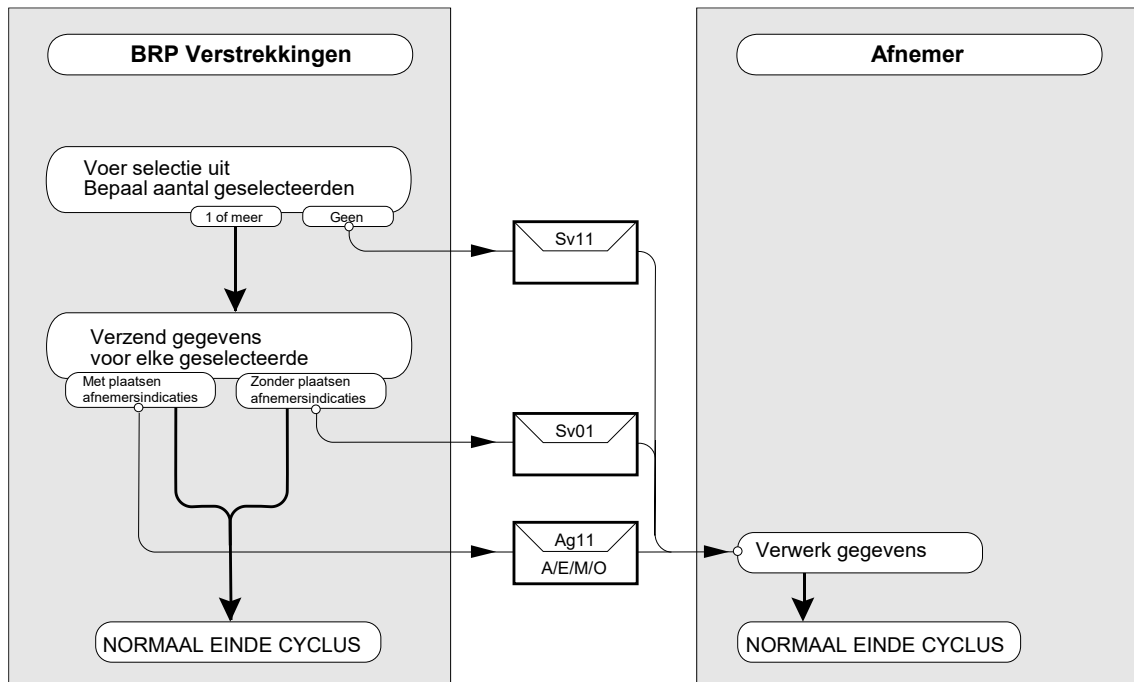 BRP Verstrekkingen
Afnemer
Voer selectie uit
Bepaal aantal geselecteerden
1 of meer
Geen
Sv11
Verzend gegevens
voor elke geselecteerde
Met plaatsen
afnemersindicaties
Zonder plaatsen
afnemersindicaties
Sv01
Ag11
A/E/M/O
Verwerk gegevens
NORMAAL EINDE CYCLUS
NORMAAL EINDE CYCLUS